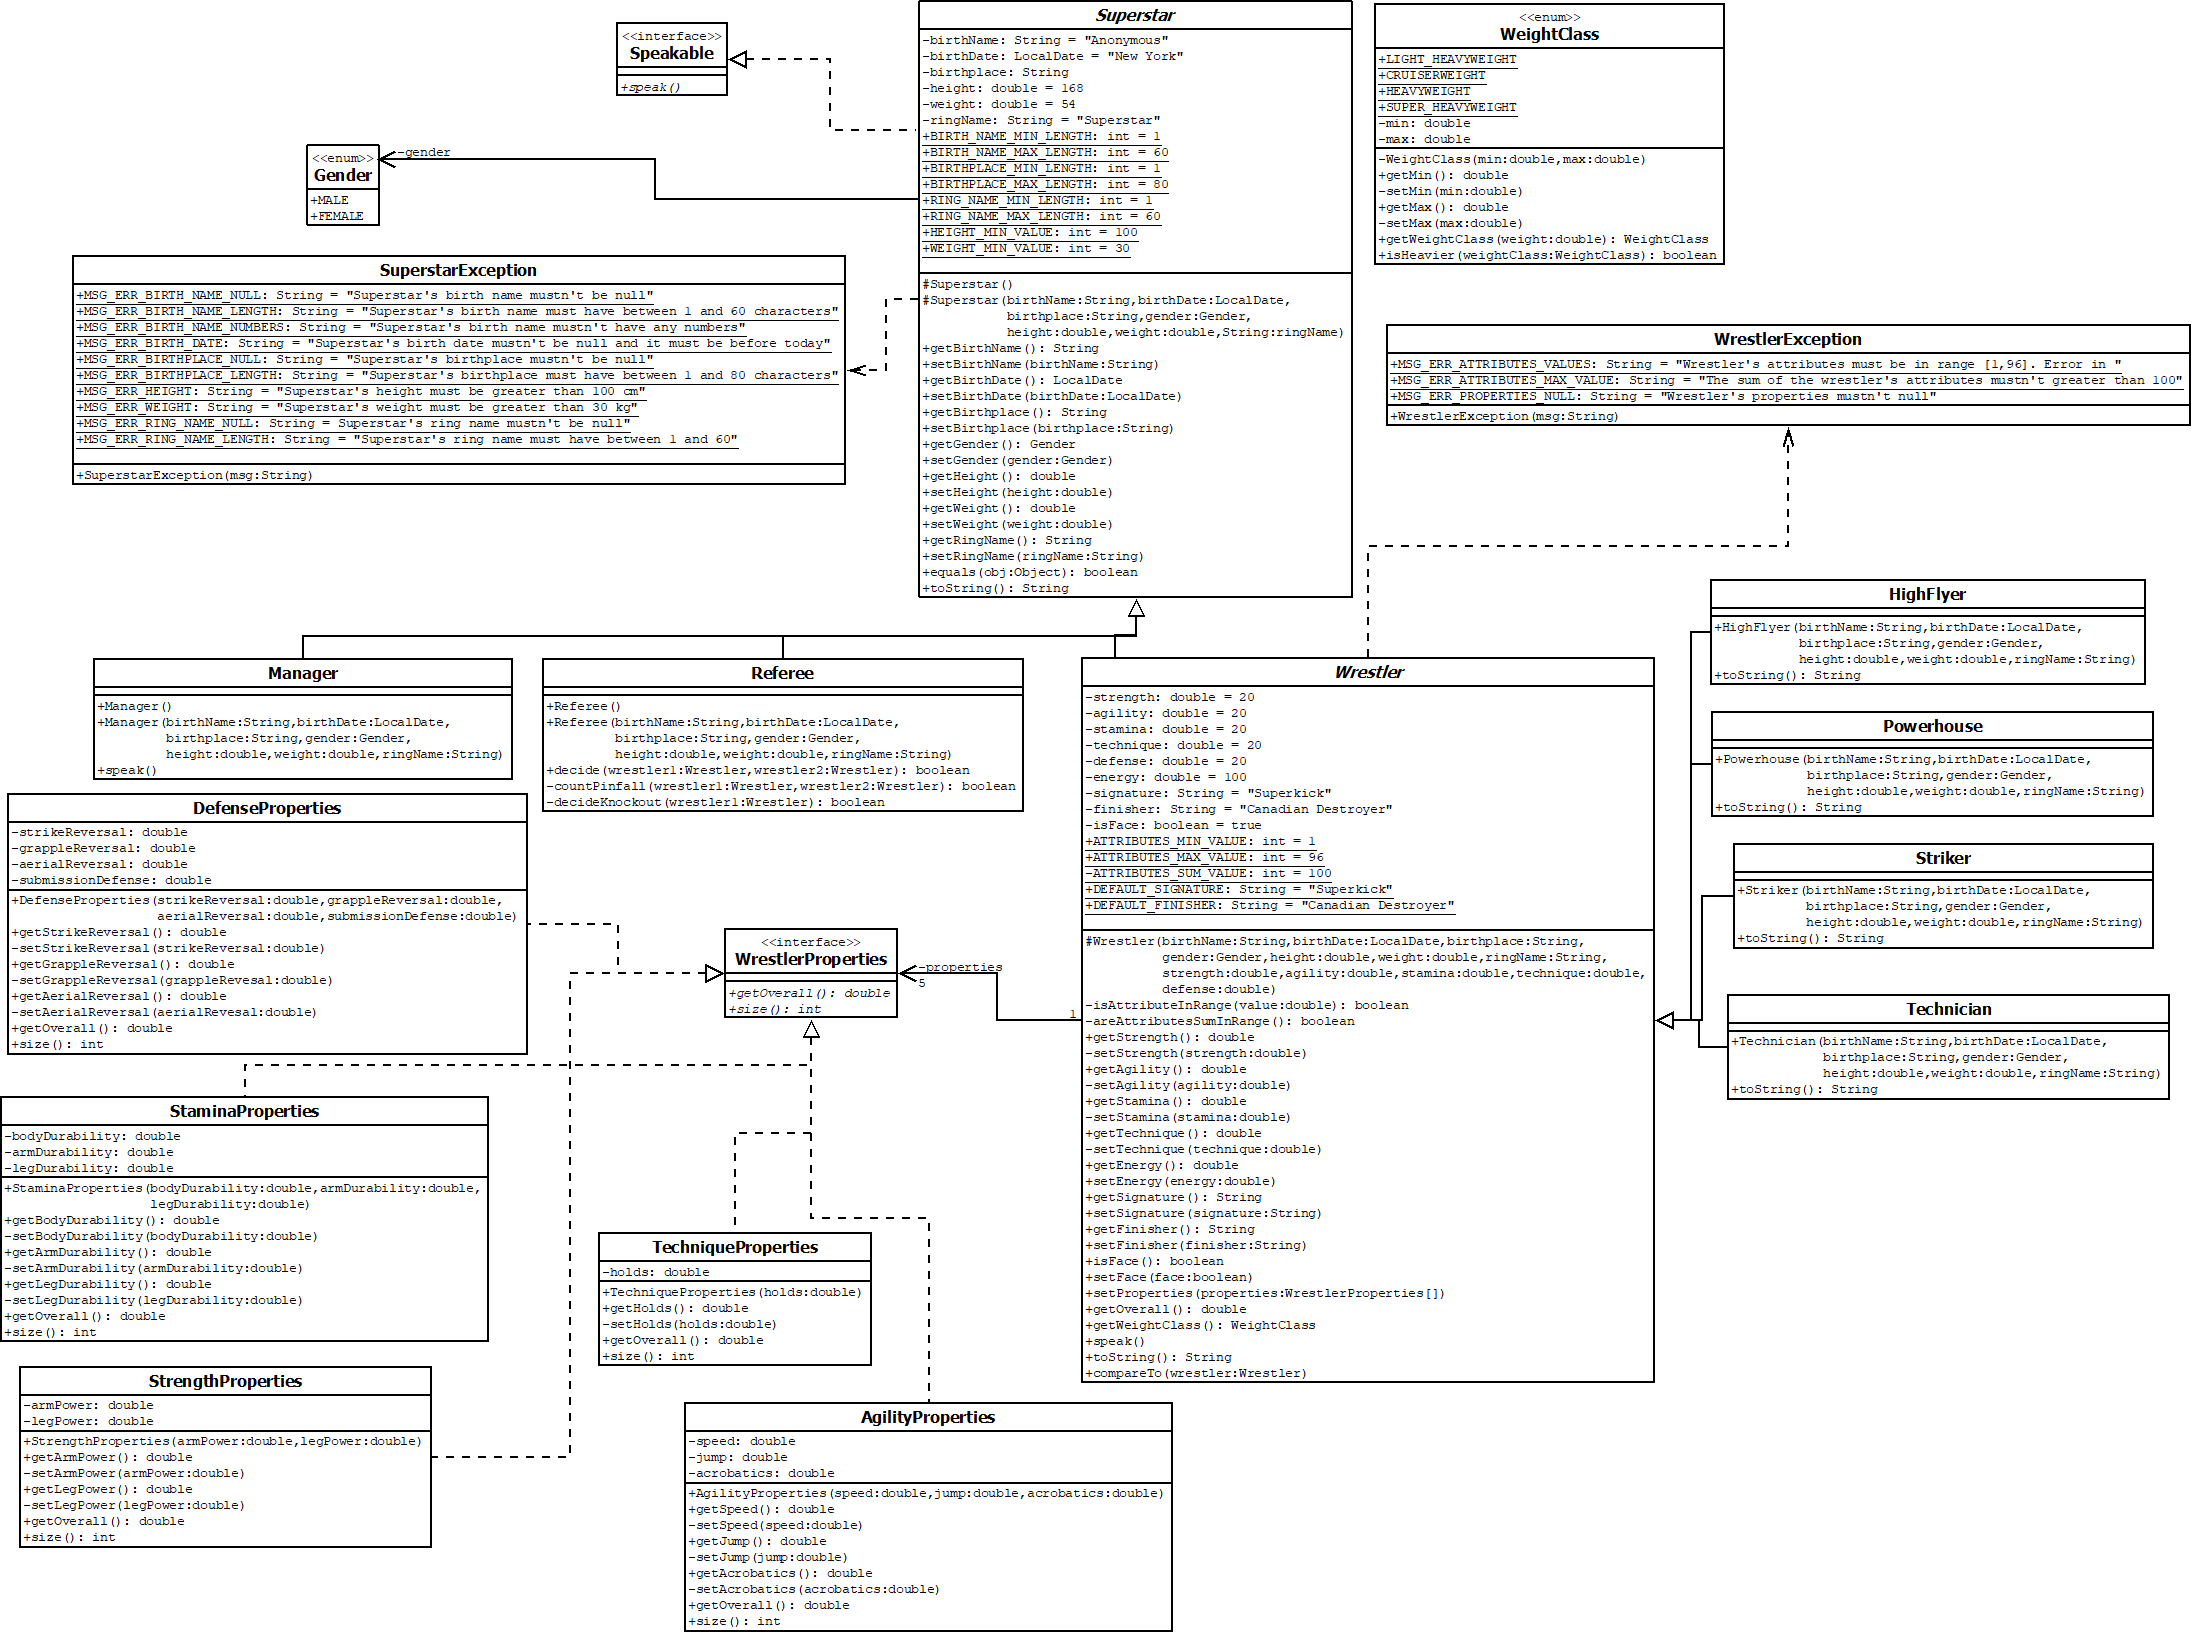 <<interface>>
Speakable
+speak()
<<enum>>
Gender
+MALE
+FEMALE
-gender
Superstar
-birthName: String = "Anonymous"
-birthDate: LocalDate = "New York"
-birthplace: String
-height: double = 168
-weight: double = 54
-ringName: String = "Superstar"
+BIRTH_NAME_MIN_LENGTH: int = 1
+BIRTH_NAME_MAX_LENGTH: int = 60
+BIRTHPLACE_MIN_LENGTH: int = 1
+BIRTHPLACE_MAX_LENGTH: int = 80
+RING_NAME_MIN_LENGTH: int = 1
+RING_NAME_MAX_LENGTH: int = 60
+HEIGHT_MIN_VALUE: int = 100
+WEIGHT_MIN_VALUE: int = 30
#Superstar()
#Superstar(birthName:String,birthDate:LocalDate,
birthplace:String,gender:Gender,
height:double,weight:double,String:ringName)
+getBirthName(): String
+setBirthName(birthName:String)
+getBirthDate(): LocalDate
+setBirthDate(birthDate:LocalDate)
+getBirthplace(): String
+setBirthplace(birthplace:String)
+getGender(): Gender
+setGender(gender:Gender)
+getHeight(): double
+setHeight(height:double)
+getWeight(): double
+setWeight(weight:double)
+getRingName(): String
+setRingName(ringName:String)
+equals(obj:Object): boolean
+toString(): String
<<enum>>
WeightClass
+LIGHT_HEAVYWEIGHT
+CRUISERWEIGHT
+HEAVYWEIGHT
+SUPER_HEAVYWEIGHT
-min: double
-max: double
-WeightClass(min:double,max:double)
+getMin(): double
-setMin(min:double)
+getMax(): double
-setMax(max:double)
+getWeightClass(weight:double): WeightClass
+isHeavier(weightClass:WeightClass): boolean
SuperstarException
+MSG_ERR_BIRTH_NAME_NULL: String = "Superstar's birth name mustn't be null"
+MSG_ERR_BIRTH_NAME_LENGTH: String = "Superstar's birth name must have between 1 and 60 characters"
+MSG_ERR_BIRTH_NAME_NUMBERS: String = "Superstar's birth name mustn't have any numbers"
+MSG_ERR_BIRTH_DATE: String = "Superstar's birth date mustn't be null and it must be before today"
+MSG_ERR_BIRTHPLACE_NULL: String = "Superstar's birthplace mustn't be null"
+MSG_ERR_BIRTHPLACE_LENGTH: String = "Superstar's birthplace must have between 1 and 80 characters"
+MSG_ERR_HEIGHT: String = "Superstar's height must be greater than 100 cm"
+MSG_ERR_WEIGHT: String = "Superstar's weight must be greater than 30 kg"
+MSG_ERR_RING_NAME_NULL: String = Superstar's ring name mustn't be null"
+MSG_ERR_RING_NAME_LENGTH: String = "Superstar's ring name must have between 1 and 60"
+SuperstarException(msg:String)
WrestlerException
+MSG_ERR_ATTRIBUTES_VALUES: String = "Wrestler's attributes must be in range [1,96]. Error in "
+MSG_ERR_ATTRIBUTES_MAX_VALUE: String = "The sum of the wrestler's attributes mustn't greater than 100"
+MSG_ERR_PROPERTIES_NULL: String = "Wrestler's properties mustn't null"
+WrestlerException(msg:String)
Manager
+Manager()
+Manager(birthName:String,birthDate:LocalDate,
birthplace:String,gender:Gender,
height:double,weight:double,ringName:String)
+speak()
Referee
+Referee()
+Referee(birthName:String,birthDate:LocalDate,
birthplace:String,gender:Gender,
height:double,weight:double,ringName:String)
+decide(wrestler1:Wrestler,wrestler2:Wrestler): boolean
-countPinfall(wrestler1:Wrestler,wrestler2:Wrestler): boolean
-decideKnockout(wrestler1:Wrestler): boolean
Wrestler
-strength: double = 20
-agility: double = 20
-stamina: double = 20
-technique: double = 20
-defense: double = 20
-energy: double = 100
-signature: String = "Superkick"
-finisher: String = "Canadian Destroyer"
-isFace: boolean = true
+ATTRIBUTES_MIN_VALUE: int = 1
+ATTRIBUTES_MAX_VALUE: int = 96
-ATTRIBUTES_SUM_VALUE: int = 100
+DEFAULT_SIGNATURE: String = "Superkick"
+DEFAULT_FINISHER: String = "Canadian Destroyer"
#Wrestler(birthName:String,birthDate:LocalDate,birthplace:String,
gender:Gender,height:double,weight:double,ringName:String,
strength:double,agility:double,stamina:double,technique:double,
defense:double)
-isAttributeInRange(value:double): boolean
-areAttributesSumInRange(): boolean
+getStrength(): double
-setStrength(strength:double)
+getAgility(): double
-setAgility(agility:double)
+getStamina(): double
-setStamina(stamina:double)
+getTechnique(): double
-setTechnique(technique:double)
+getEnergy(): double
+setEnergy(energy:double)
+getSignature(): String
+setSignature(signature:String)
+getFinisher(): String
+setFinisher(finisher:String)
+isFace(): boolean
+setFace(face:boolean)
+setProperties(properties:WrestlerProperties[])
+getOverall(): double
+getWeightClass(): WeightClass
+speak()
+toString(): String
+compareTo(wrestler:Wrestler)
HighFlyer
+HighFlyer(birthName:String,birthDate:LocalDate,
birthplace:String,gender:Gender,
height:double,weight:double,ringName:String)
+toString(): String
Powerhouse
+Powerhouse(birthName:String,birthDate:LocalDate,
birthplace:String,gender:Gender,
height:double,weight:double,ringName:String)
+toString(): String
Striker
+Striker(birthName:String,birthDate:LocalDate,
birthplace:String,gender:Gender,
height:double,weight:double,ringName:String)
+toString(): String
Technician
+Technician(birthName:String,birthDate:LocalDate,
birthplace:String,gender:Gender,
height:double,weight:double,ringName:String)
+toString(): String
DefenseProperties
-strikeReversal: double
-grappleReversal: double
-aerialReversal: double
-submissionDefense: double
+DefenseProperties(strikeReversal:double,grappleReversal:double,
aerialReversal:double,submissionDefense:double)
+getStrikeReversal(): double
-setStrikeReversal(strikeReversal:double)
+getGrappleReversal(): double
-setGrappleReversal(grappleRevesal:double)
+getAerialReversal(): double
-setAerialReversal(aerialRevesal:double)
+getOverall(): double
+size(): int
<<interface>>
WrestlerProperties
+getOverall(): double
+size(): int
-properties
5
1
StaminaProperties
-bodyDurability: double
-armDurability: double
-legDurability: double
+StaminaProperties(bodyDurability:double,armDurability:double,
legDurability:double)
+getBodyDurability(): double
-setBodyDurability(bodyDurability:double)
+getArmDurability(): double
-setArmDurability(armDurability:double)
+getLegDurability(): double
-setLegDurability(legDurability:double)
+getOverall(): double
+size(): int
TechniqueProperties
-holds: double
+TechniqueProperties(holds:double)
+getHolds(): double
-setHolds(holds:double)
+getOverall(): double
+size(): int
StrengthProperties
-armPower: double
-legPower: double
+StrengthProperties(armPower:double,legPower:double)
+getArmPower(): double
-setArmPower(armPower:double)
+getLegPower(): double
-setLegPower(legPower:double)
+getOverall(): double
+size(): int
AgilityProperties
-speed: double
-jump: double
-acrobatics: double
+AgilityProperties(speed:double,jump:double,acrobatics:double)
+getSpeed(): double
-setSpeed(speed:double)
+getJump(): double
-setJump(jump:double)
+getAcrobatics(): double
-setAcrobatics(acrobatics:double)
+getOverall(): double
+size(): int